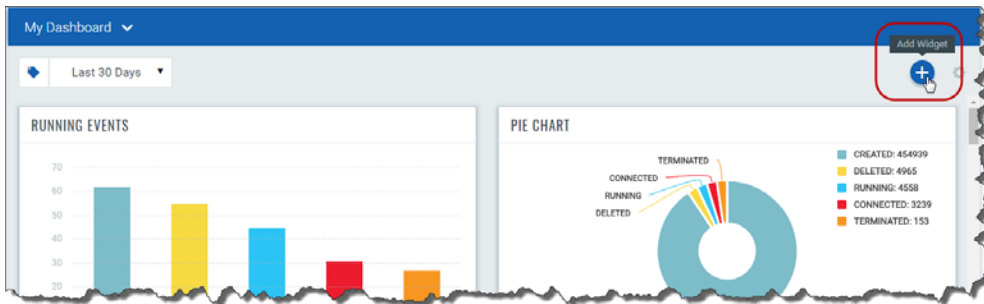 My Dashboard
Add Widget
Last 30 Days
RUNNING EVENTS
70
60
50
40
30
20
PIE CHART
TERMINATED
CONNECTED
RUNNING
DELETED
CREATED: 454939
DELETED: 4965
RUNNING: 4558
CONNECTED: 3239
TERMINATED: 153